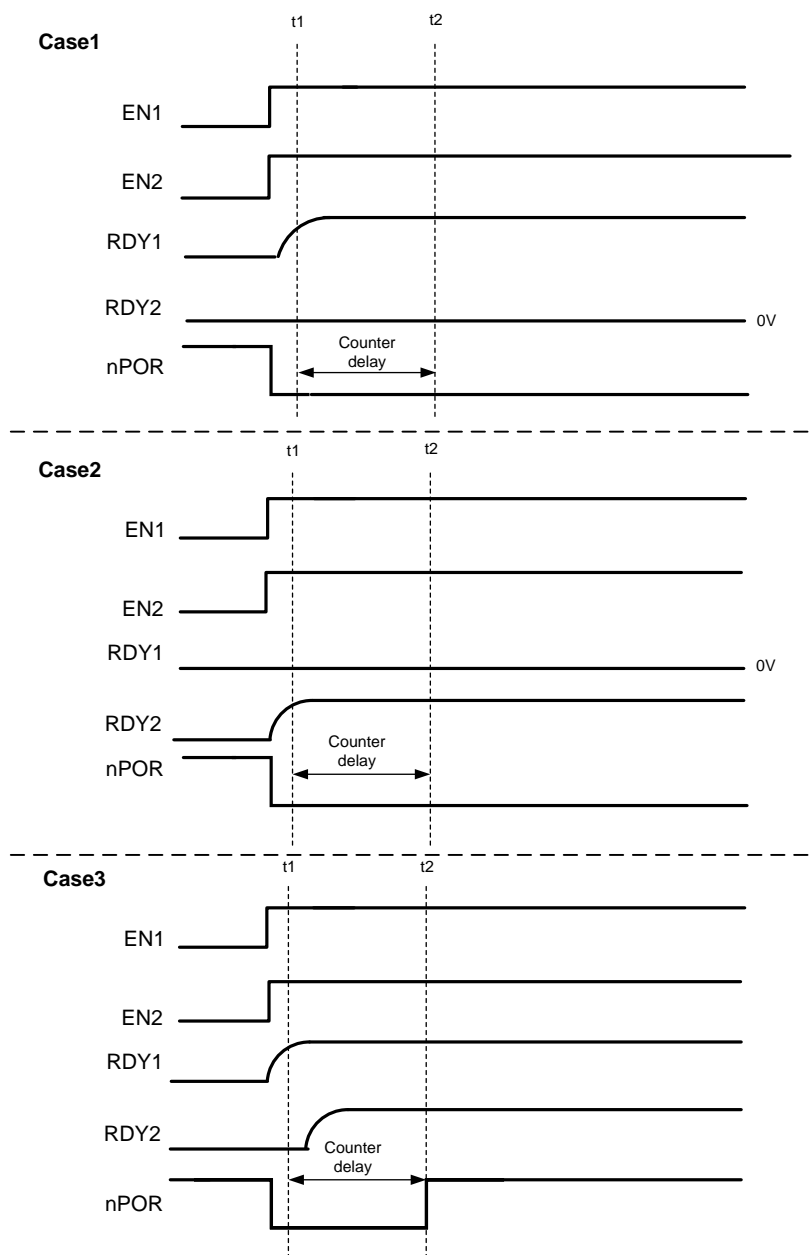 t1 t2
Case1
EN1
EN2
RDY1
RDY2
0V
Counter
delay
nPOR
t1 t2
Case2
EN1
EN2
RDY1
0V
RDY2
Counter
delay
nPOR
t1 t2
Case3
EN1
EN2
RDY1
RDY2
Counter
delay
nPOR